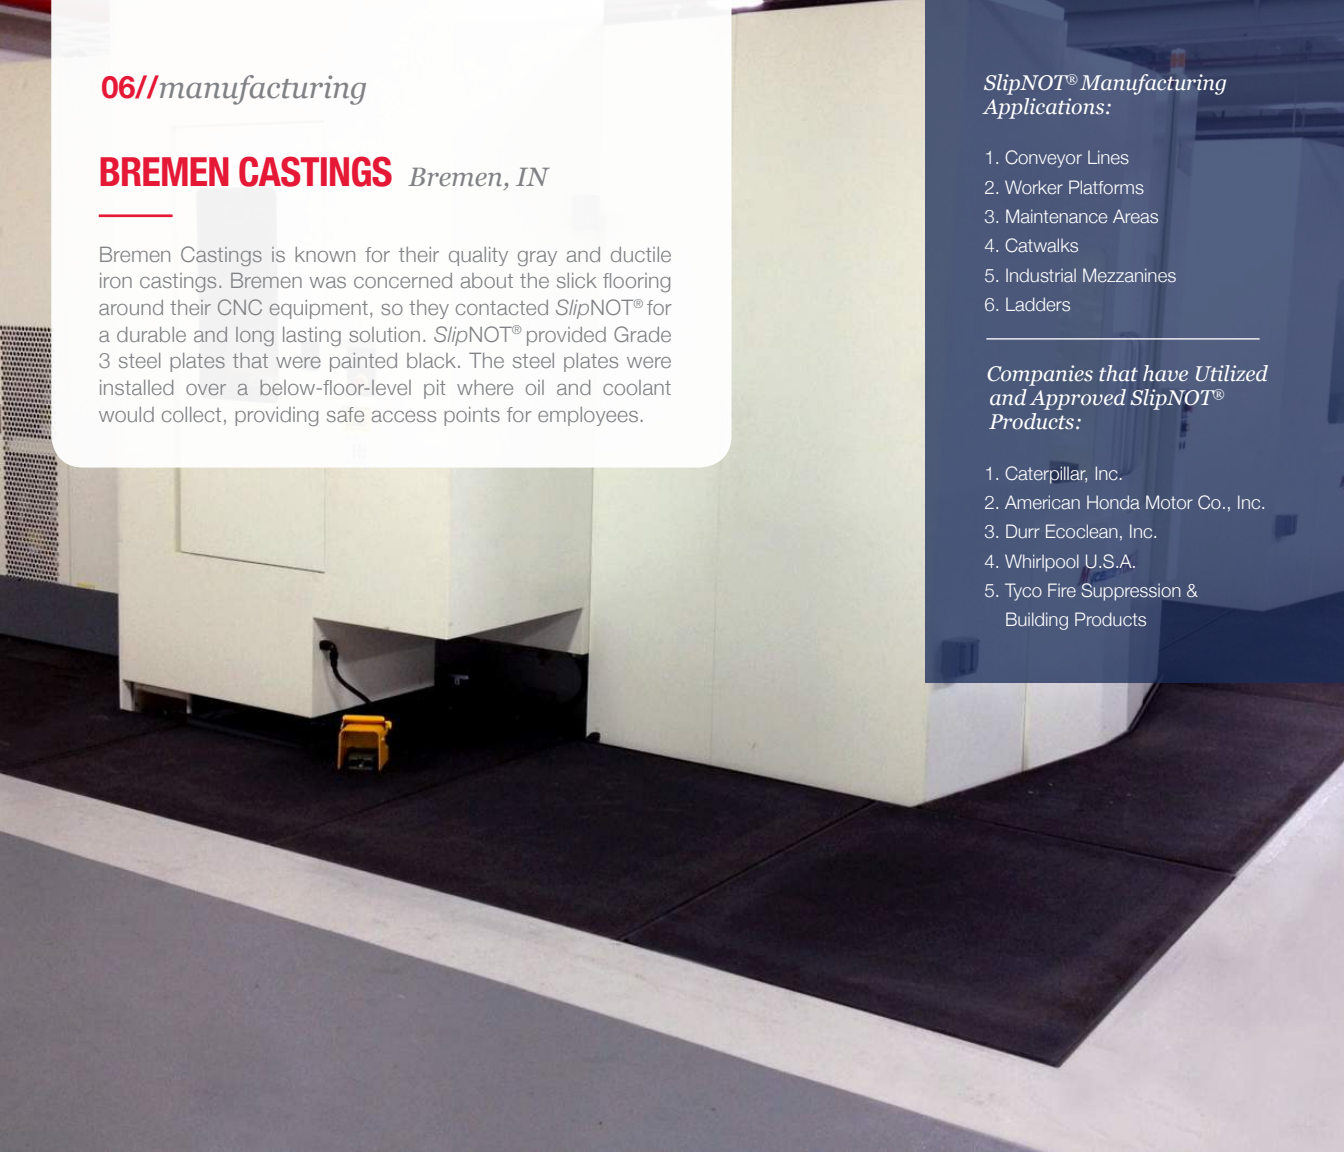 06//manufacturing
BREMEN CASTINGS Bremen, IN
Bremen Castings is known for their quality gray and ductile
iron castings. Bremen was concerned about the slick flooring
around their CNC equipment, so they contacted SlipNOT® for
a durable and long lasting solution. SlipNOT® provided Grade
3 steel plates that were painted black. The steel plates were
installed over a below-floor-level pit where oil and coolant
would collect, providing safe access points for employees.
SlipNOT® Manufacturing
Applications:
1. Conveyor Lines
2. Worker Platforms
3. Maintenance Areas
4. Catwalks
5. Industrial Mezzanines
6. Ladders
Companies that have Utilized
and Approved SlipNOT®
Products:
1. Caterpillar, Inc.
2. American Honda Motor Co., Inc.
3. Durr Ecoclean, Inc.
4. Whirlpool U.S.A.
5. Tyco Fire Suppression &
Building Products